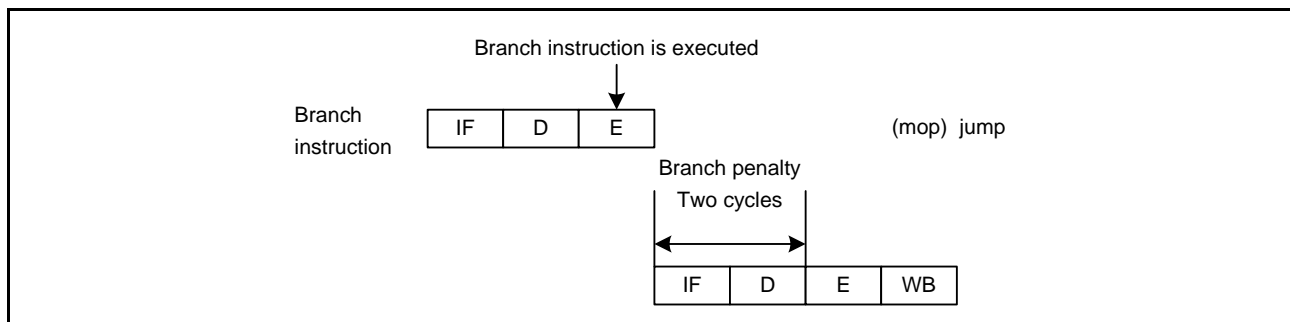 Branch instruction is executed
Branch
instruction
IF D E
(mop) jump
Branch penalty
Two cycles
IF D E WB